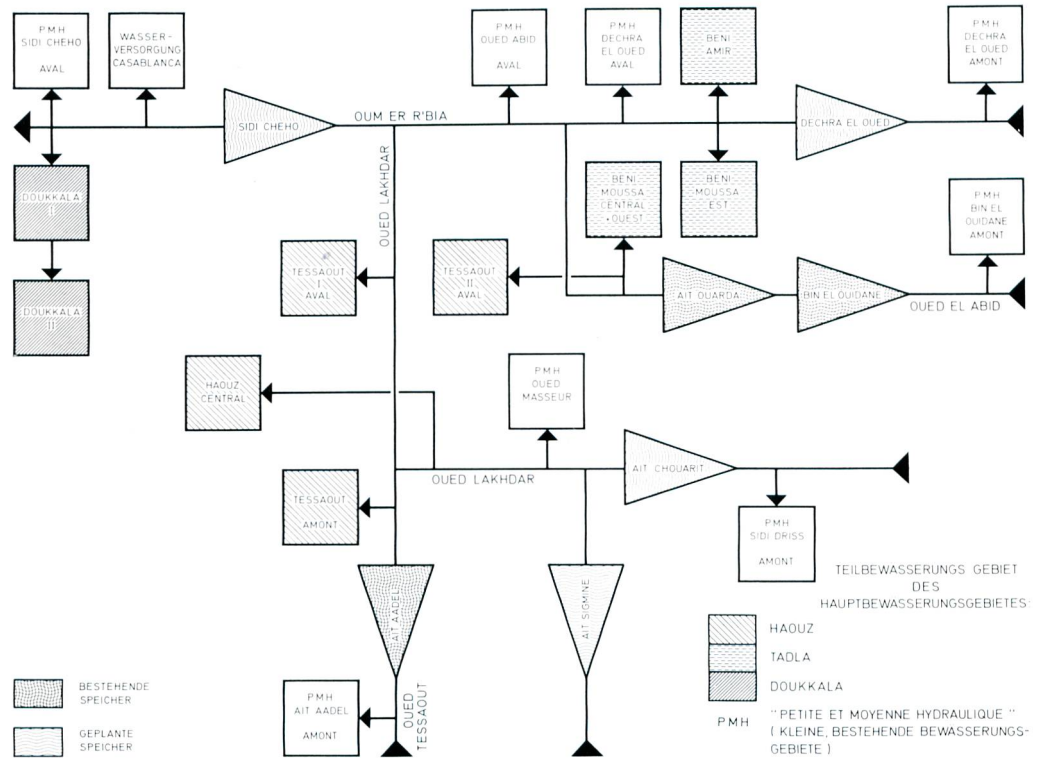 P M H
SIDI CHEHO
AVAL
WASSER-
VERSORGUNG
CASABLANCA
P M H
OUED ABID
AVAL
P M H
DECHRA
EL OUED
AVAL
BENI
AMIR
P M H
DECHRA
EL OUED
AMONT
SIDI CHEHO
OUM ER R'BIA
DECHRA EL OUED
DOUKKALA
I
DOUKKALA
II
OUED LAKHDAR
BENI
MOUSSA
CENTRAL
+OUEST
BENI
MOUSSA
EST
P M H
BIN EL
OUIDANE
AMONT
TESSAOUT
I
AVAL
TESSAOUT
II
AVAL
AIT OUARDA
BIN EL OUIDANE
OUED EL ABID
HAOUZ
CENTRAL
P M H
OUED
MASSEUR
AIT CHOUARIT
OUED LAKHDAR
TESSAOUT
AMONT
P M H
SIDI DRISS
AMONT
AIT AADEL
AIT SIGMINE
P M H
AIT AADEL
AMONT
OUED
TESSAOUT
TEILBEWASSERUNGS GEBIET
DES
HAUPTBEWASSERUNGSGEBIETES:
HAOUZ
TADLA
DOUKKALA
PMH
"PETITE ET MOYENNE HYDRAULIQUE"
( KLEINE, BESTEHENDE BEWASSERUNGS-
GEBIETE )
BESTEHENDE
SPEICHER
GEPLANTE
SPEICHER